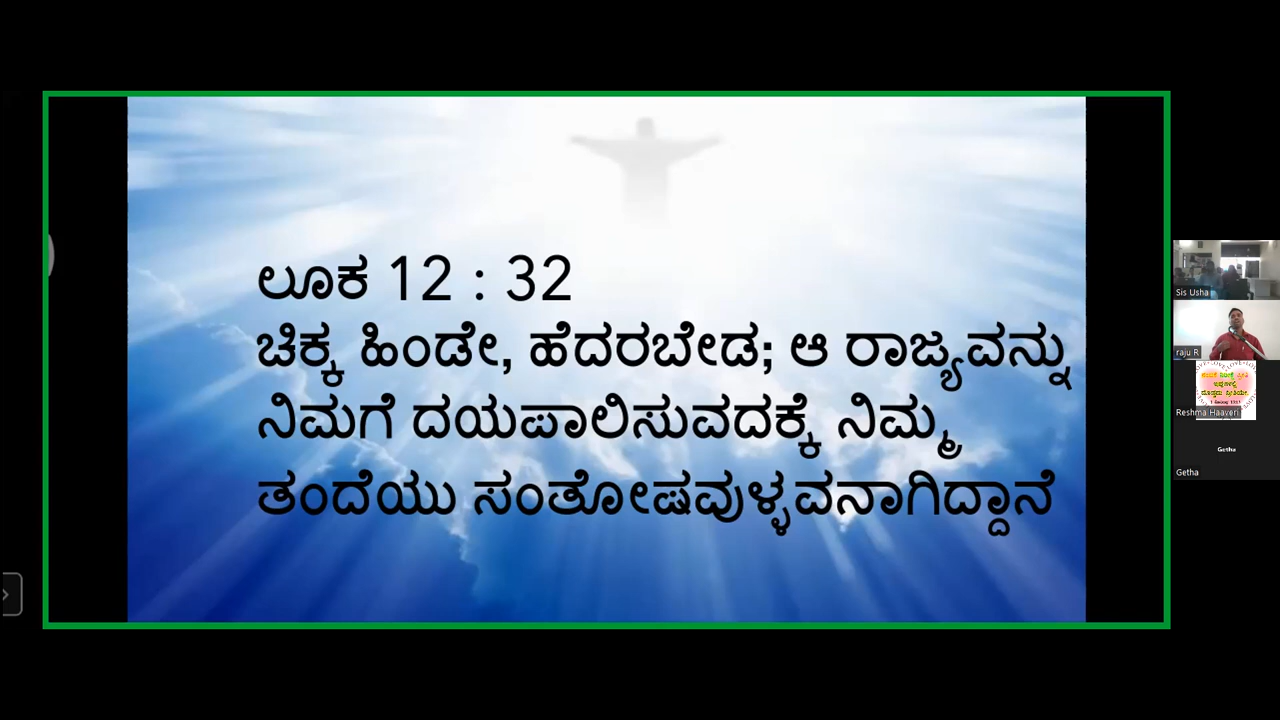 ಲೂಕ 12 : 32
ಚಿಕ್ಕ ಹಿಂಡೇ, ಹೆದರಬೇಡ; ಆ ರಾಜ್ಯವನ್ನು
ನಿಮಗೆ ದಯಪಾಲಿಸುವದಕ್ಕೆ ನಿಮ್ಮ
ತಂದೆಯು ಸಂತೋಷವುಳ್ಳವನಾಗಿದ್ದಾನೆ
Sis Usha
raju R
Reshma Haaveri
Getha
Getha